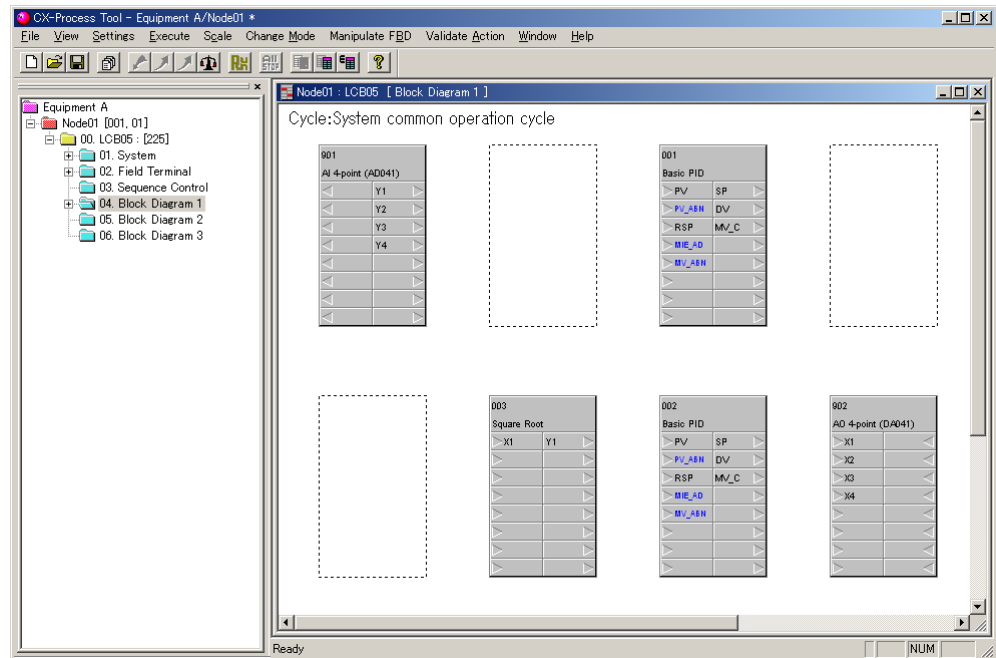 CX-Process Tool - Equipment A/Node01 *
File View Settings Execute Scale Change Mode Manipulate FBD Validate Action Window Help
Equipment A
Node01 [001, 01]
00. LCB05 : [225]
01. System
02. Field Terminal
03. Sequence Control
04. Block Diagram 1
05. Block Diagram 2
06. Block Diagram 3
Node01 : LCB05 [ Block Diagram 1 ]
Cycle:System common operation cycle
901
AI 4-point (AD041)
Y1
Y2
Y3
Y4
001
Basic PID
PV SP
PV_ABN DV
RSP MV_C
MIE_AD
MV_ABN
003
Square Root
X1 Y1
002
Basic PID
PV SP
PV_ABN DV
RSP MV_C
MIE_AD
MV_ABN
902
AO 4-point (DA041)
X1
X2
X3
X4
Ready
NUM